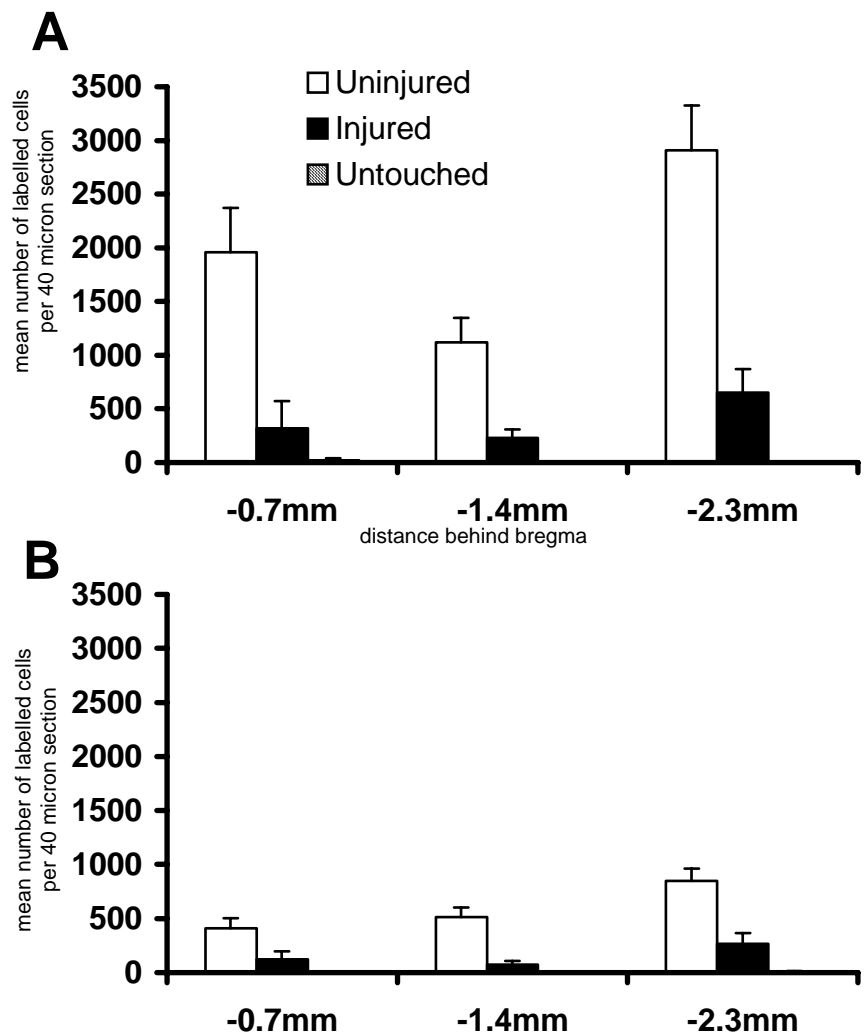 A
mean number of labelled cells
per 40 micron section
3500
3000
2500
2000
1500
1000
500
0
Uninjured
Injured
Untouched
-0.7mm
-1.4mm
-2.3mm
distance behind bregma
B
mean number of labelled cells
per 40 micron section
3500
3000
2500
2000
1500
1000
500
0
-0.7mm
-1.4mm
-2.3mm